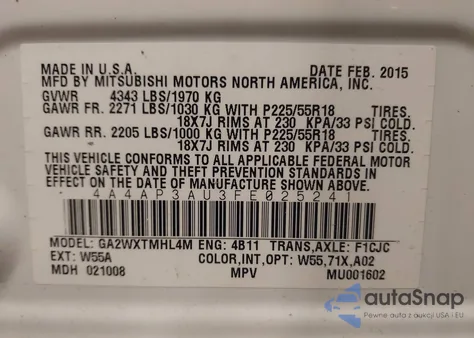 MADE IN U.S.A. DATE FEB. 2015
MFD BY MITSUBISHI MOTORS NORTH AMERICA, INC.
GVWR 4343 LBS/1970 KG
GAWR FR. 2271 LBS/1030 KG WITH P225/55R18 TIRES.
18X7J RIMS AT 230 KPA/33 PSI COLD.
GAWR RR. 2205 LBS/1000 KG WITH P225/55R18 TIRES.
18X7J RIMS AT 230 KPA/33 PSI COLD.
THIS VEHICLE CONFORMS TO ALL APPLICABLE FEDERAL MOTOR
VEHICLE SAFETY AND THEFT PREVENTION STANDARDS IN
EFFECT ON THE DATE OF MANUFACTURE SHOWN ABOVE.
4A4AP3AU3FE025241
MODEL: GA2WXTMHL4M ENG: 4B11 TRANS,AXLE: F1CJC
EXT: W55A COLOR,INT,OPT: W55,71X,A02
MDH 021008 MPV MU001602
autoSnap
Pewne auta z aukcji USA i EU